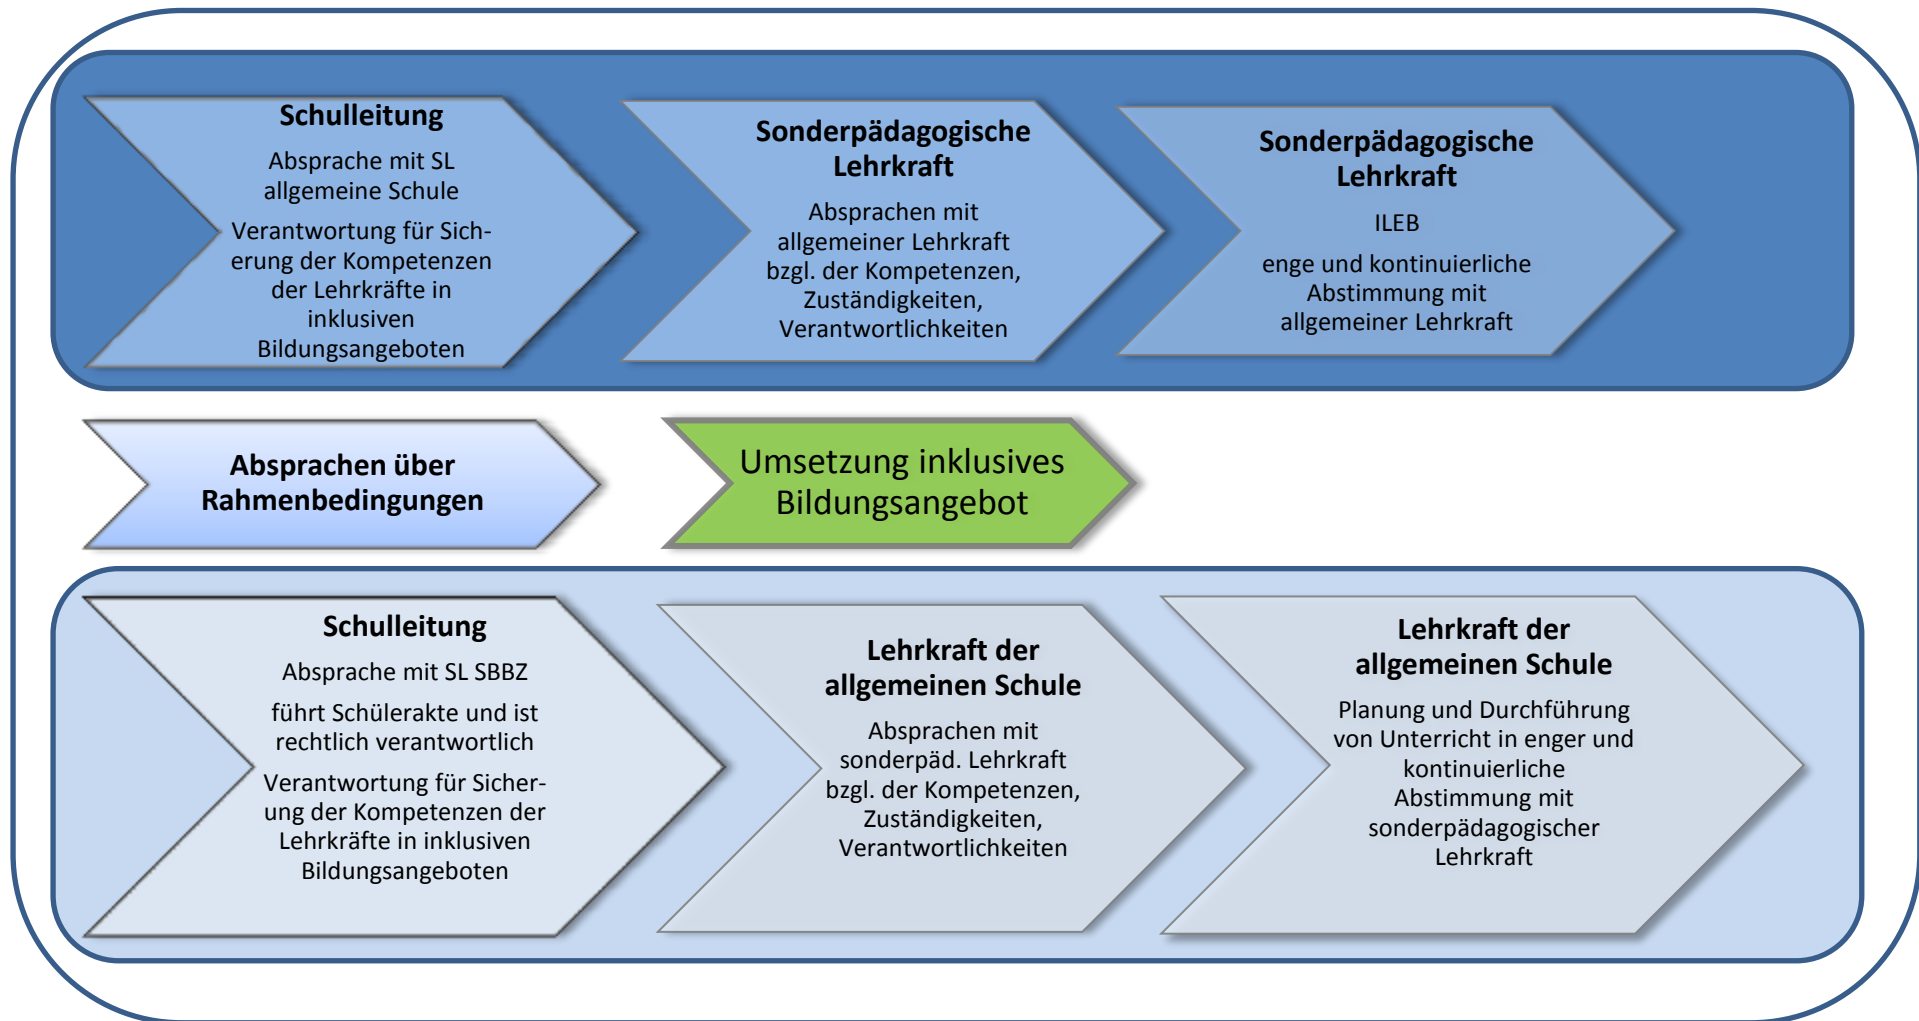 Schulleitung
Absprache mit SL
allgemeine Schule
Verantwortung für Sich-
erung der Kompetenzen
der Lehrkräfte in
inklusiven
Bildungsangeboten
Sonderpädagogische
Lehrkraft
Absprachen mit
allgemeiner Lehrkraft
bzgl. der Kompetenzen,
Zuständigkeiten,
Verantwortlichkeiten
Sonderpädagogische
Lehrkraft
ILEB
enge und kontinuierliche
Abstimmung mit
allgemeiner Lehrkraft
Absprachen über
Rahmenbedingungen
Umsetzung inklusives
Bildungsangebot
Schulleitung
Absprache mit SL SBBZ
führt Schülerakte und ist
rechtlich verantwortlich
Verantwortung für Sicher-
ung der Kompetenzen der
Lehrkräfte in inklusiven
Bildungsangeboten
Lehrkraft der
allgemeinen Schule
Absprachen mit
sonderpäd. Lehrkraft
bzgl. der Kompetenzen,
Zuständigkeiten,
Verantwortlichkeiten
Lehrkraft der
allgemeinen Schule
Planung und Durchführung
von Unterricht in enger und
kontinuierliche
Abstimmung mit
sonderpädagogischer
Lehrkraft